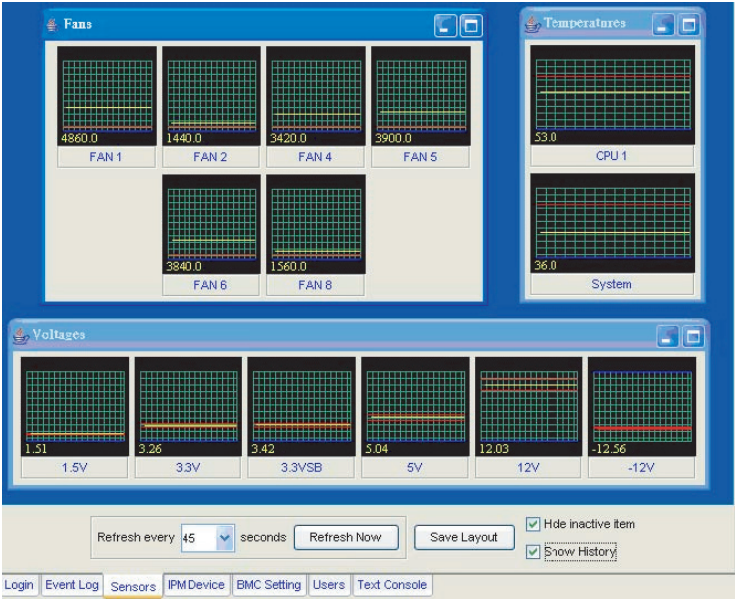 Fans
4860.0
FAN 1
1440.0
FAN 2
3420.0
FAN 4
3900.0
FAN 5
3840.0
FAN 6
1560.0
FAN 8
Temperatures
53.0
CPU 1
36.0
System
Voltages
1.51
1.5V
3.26
3.3V
3.42
3.3VSB
5.04
5V
12.03
12V
-12.56
-12V
Refresh every 45 seconds Refresh Now Save Layout
Hide inactive item
Show History
Login Event Log Sensors IPM Device BMC Setting Users Text Console